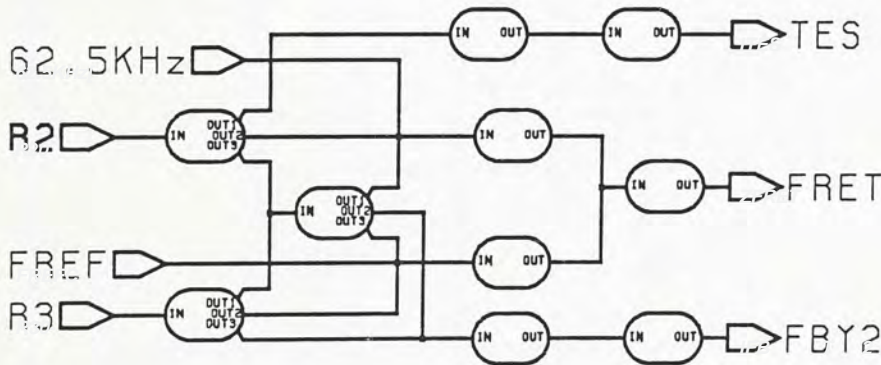 IN OUT IN OUT TES
62.5KHz
R2 IN OUT1 OUT2 OUT3 IN OUT
IN OUT1 OUT2 OUT3 IN OUT FRET
FREF IN OUT
R3 IN OUT1 OUT2 OUT3
IN OUT IN OUT FBY2